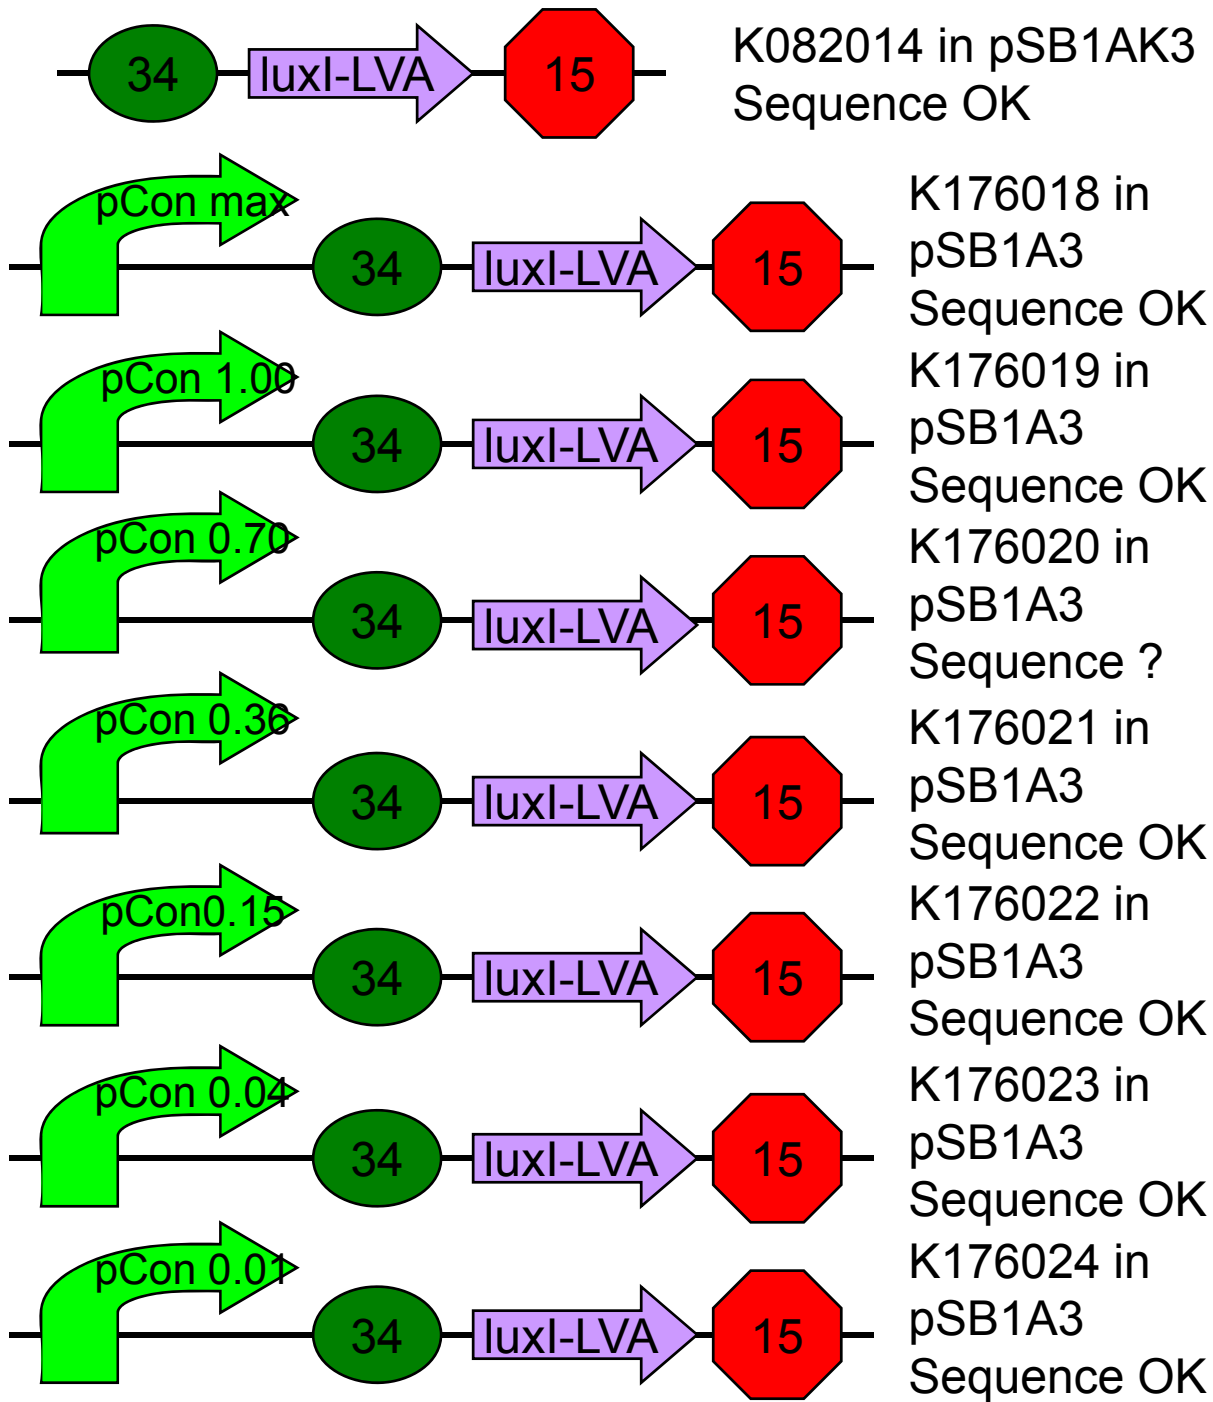 34 luxI-LVA 15 K082014 in pSB1AK3
Sequence OK
pCon max 34 luxI-LVA 15 K176018 in
pSB1A3
Sequence OK
pCon 1.00 34 luxI-LVA 15 K176019 in
pSB1A3
Sequence OK
pCon 0.70 34 luxI-LVA 15 K176020 in
pSB1A3
Sequence ?
pCon 0.36 34 luxI-LVA 15 K176021 in
pSB1A3
Sequence OK
pCon0.15 34 luxI-LVA 15 K176022 in
pSB1A3
Sequence OK
pCon 0.04 34 luxI-LVA 15 K176023 in
pSB1A3
Sequence OK
pCon 0.01 34 luxI-LVA 15 K176024 in
pSB1A3
Sequence OK